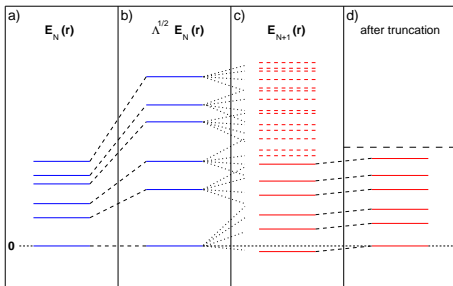 a) b) c) d)
E_N(r) Λ^1/2 E_N(r) E_N+1(r) after truncation
0